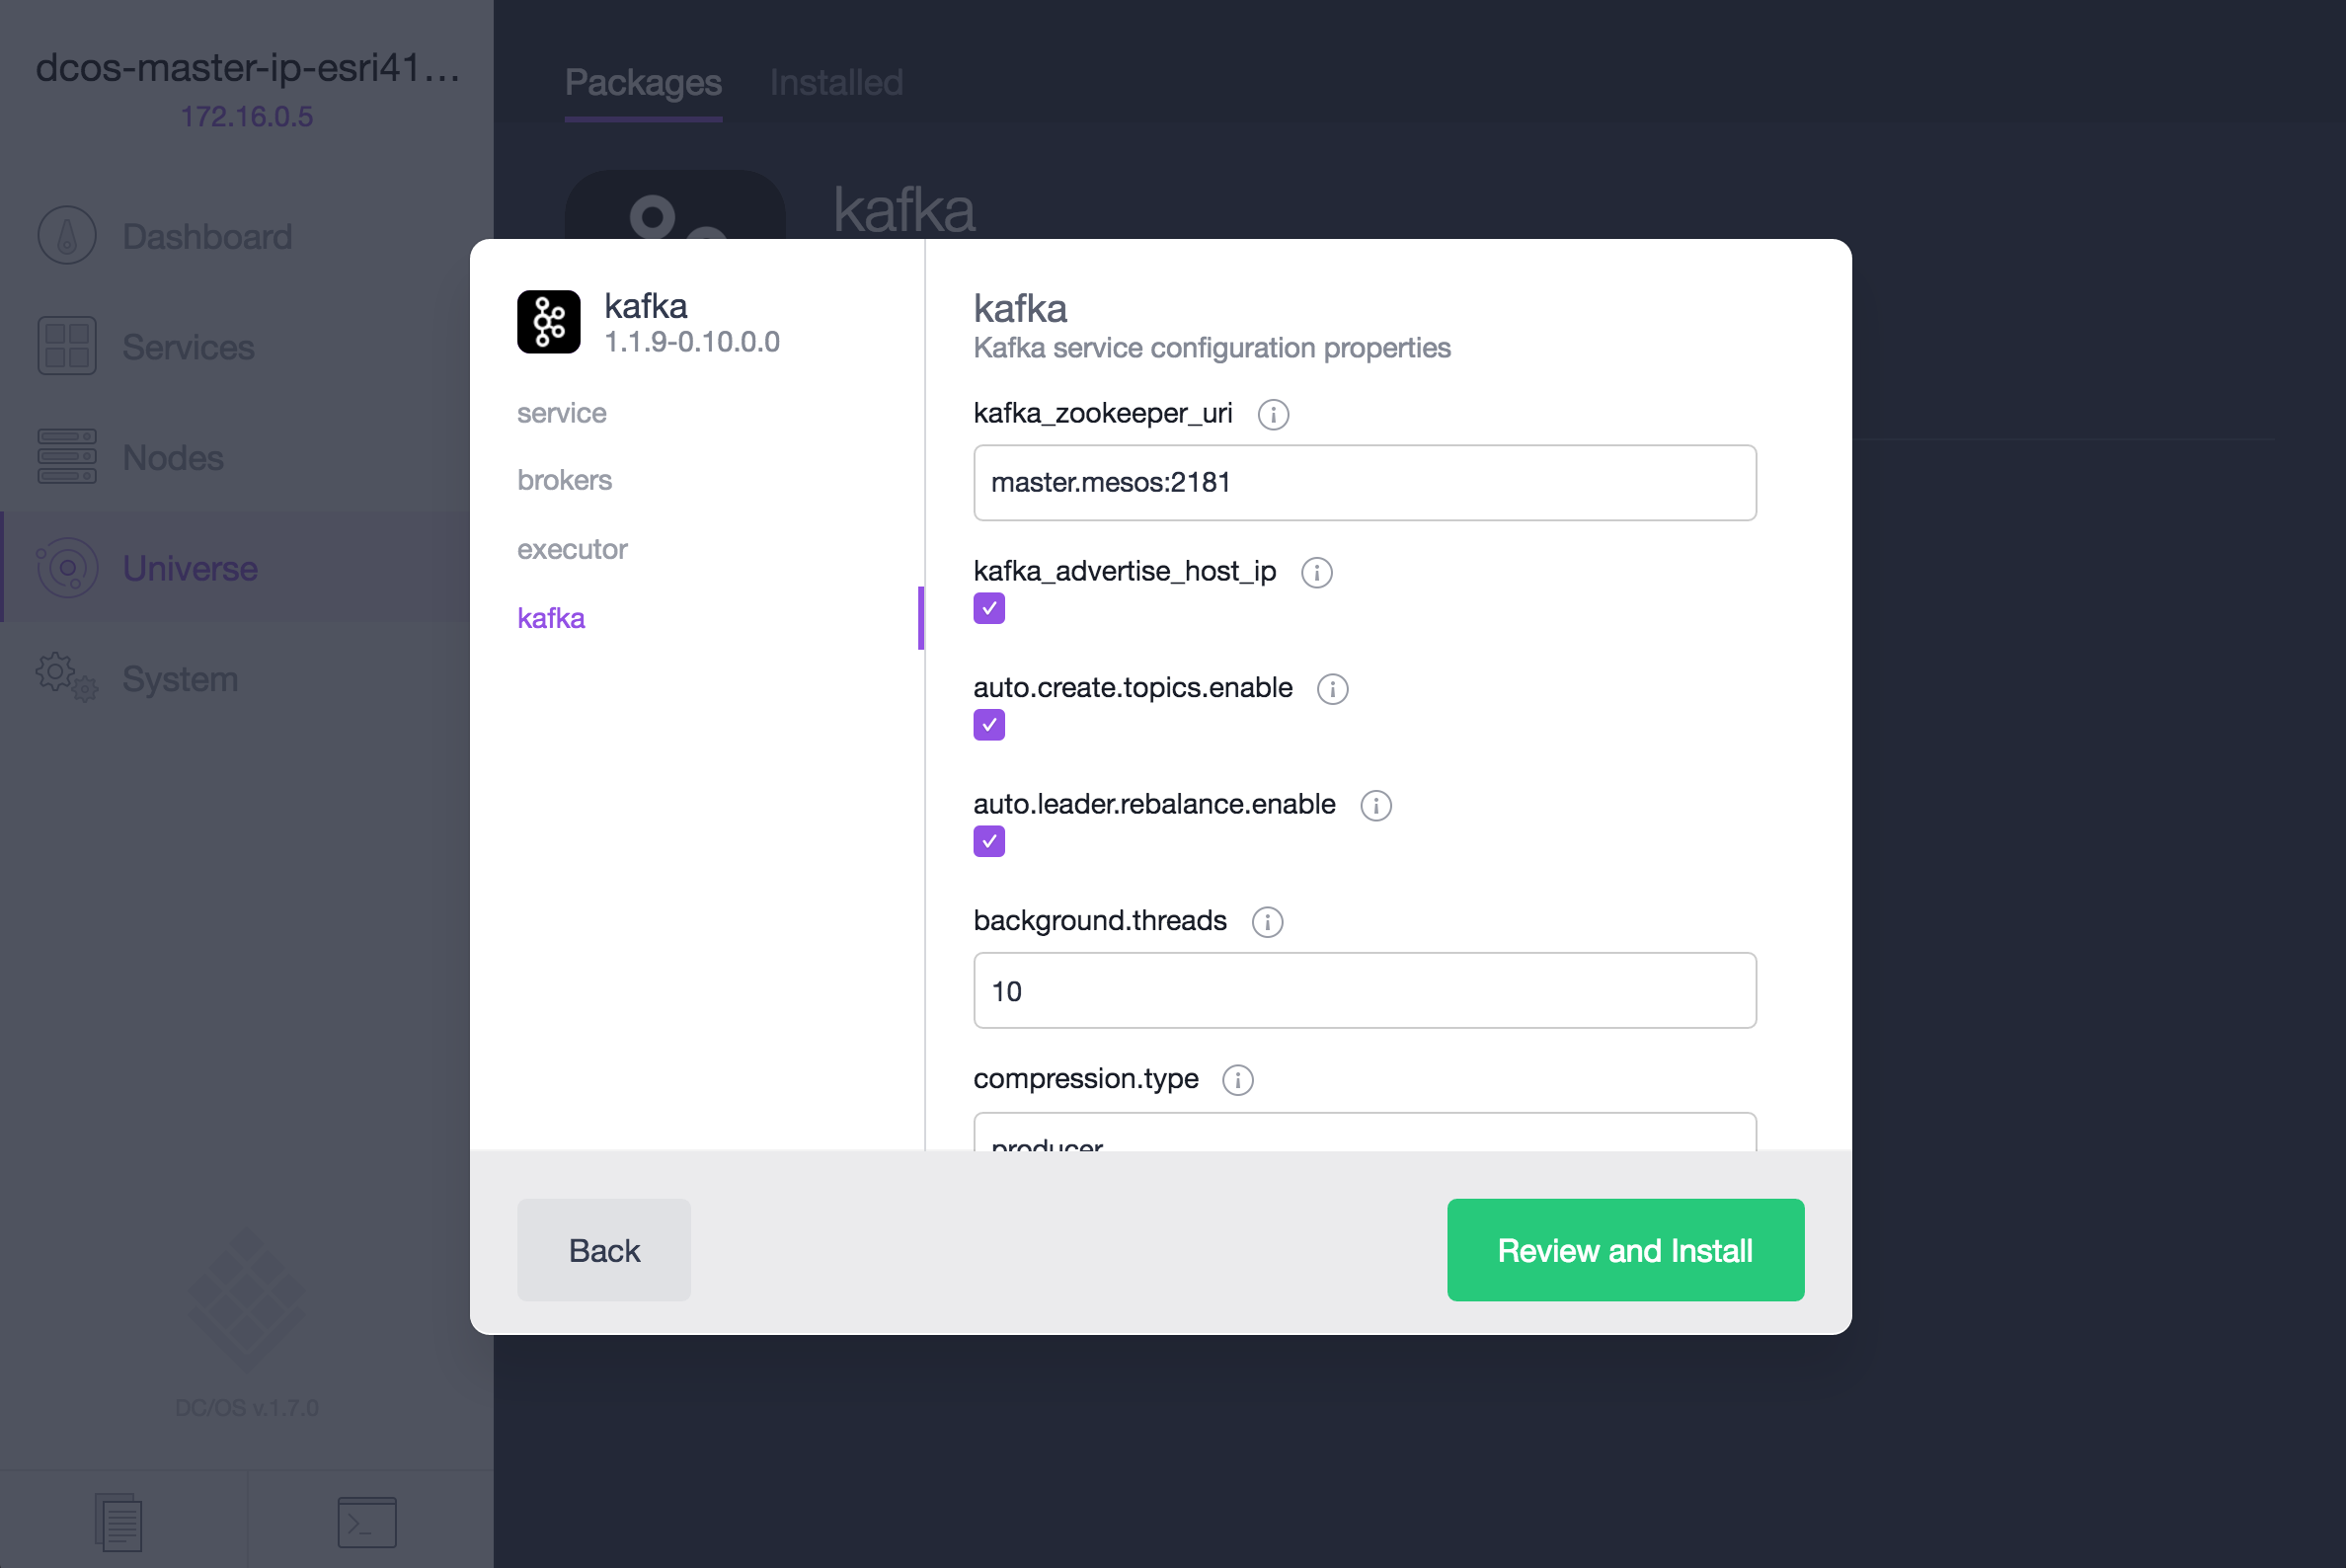 dcos-master-ip-esri41...
172.16.0.5
Dashboard
Services
Nodes
Universe
System
DC/OS v.1.7.0
Packages
Installed
kafka
kafka
1.1.9-0.10.0.0
service
brokers
executor
kafka
kafka
Kafka service configuration properties
kafka_zookeeper_uri
master.mesos:2181
kafka_advertise_host_ip
auto.create.topics.enable
auto.leader.rebalance.enable
background.threads
10
compression.type
producer
Back
Review and Install